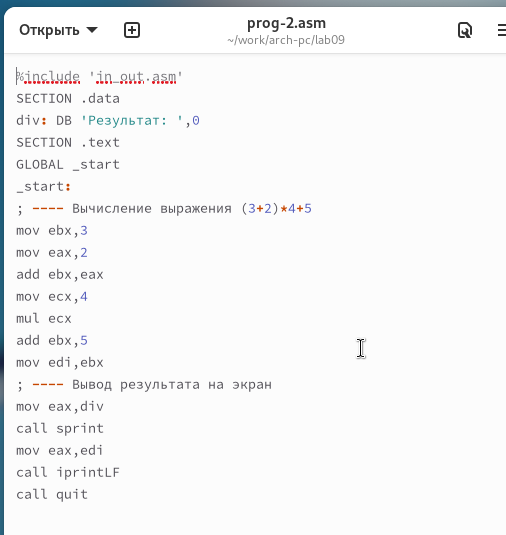 Открыть
prog-2.asm
~/work/arch-pc/lab09
%include 'in_out.asm'
SECTION .data
div: DB 'Результат: ',0
SECTION .text
GLOBAL _start
_start:
; ---- Вычисление выражения (3+2)*4+5
mov ebx,3
mov eax,2
add ebx,eax
mov ecx,4
mul ecx
add ebx,5
mov edi,ebx
; ---- Вывод результата на экран
mov eax,div
call sprint
mov eax,edi
call iprintLF
call quit